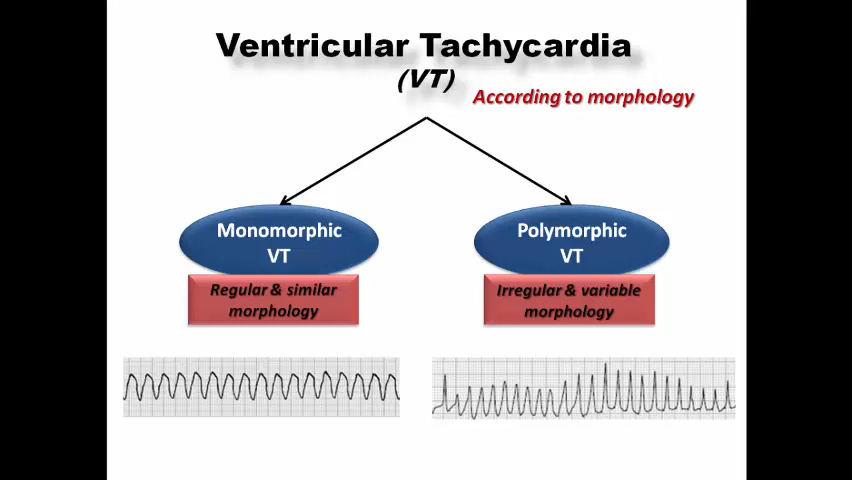 Ventricular Tachycardia
(VT)
According to morphology
Monomorphic
VT
Regular & similar
morphology
Polymorphic
VT
Irregular & variable
morphology